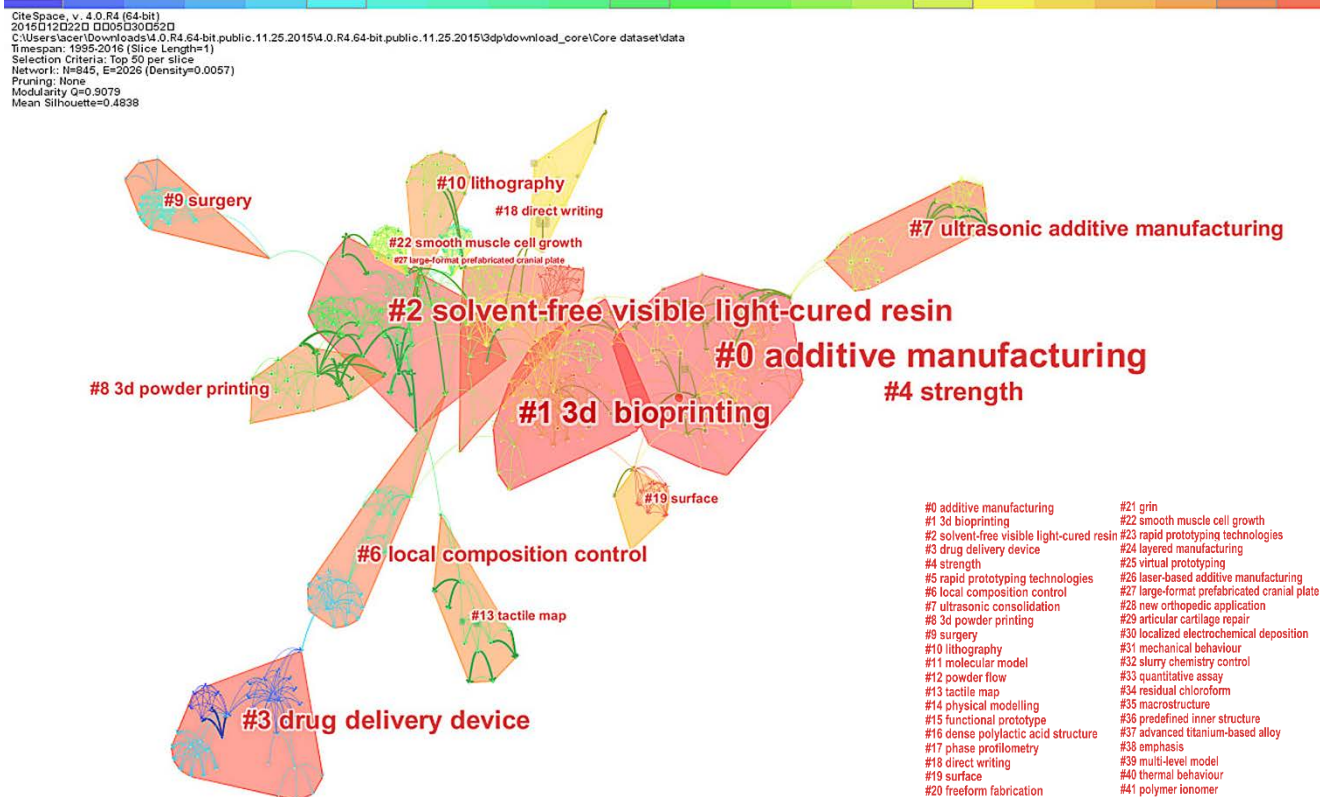 CiteSpace, v. 4.0.R4 (64-bit)
2015□12□22□ □□05□30□52□
C:\Users\acer\Downloads\4.0.R4.64-bit.public.11.25.2015\4.0.R4.64-bit.public.11.25.2015\3dp\download_core\Core dataset\data
Timespan: 1995-2016 (Slice Length=1)
Selection Criteria: Top 50 per slice
Network: N=845, E=2026 (Density=0.0057)
Pruning: None
Modularity Q=0.9079
Mean Silhouette=0.4838
#10 lithography
#9 surgery
#18 direct writing
#7 ultrasonic additive manufacturing
#22 smooth muscle cell growth
#27 large-format prefabricated cranial plate
#2 solvent-free visible light-cured resin
#0 additive manufacturing
#8 3d powder printing
#4 strength
#1 3d bioprinting
#19 surface
#6 local composition control
#13 tactile map
#3 drug delivery device
#0 additive manufacturing
#1 3d bioprinting
#2 solvent-free visible light-cured resin
#3 drug delivery device
#4 strength
#5 rapid prototyping technologies
#6 local composition control
#7 ultrasonic consolidation
#8 3d powder printing
#9 surgery
#10 lithography
#11 molecular model
#12 powder flow
#13 tactile map
#14 physical modelling
#15 functional prototype
#16 dense polylactic acid structure
#17 phase profilometry
#18 direct writing
#19 surface
#20 freeform fabrication
#21 grin
#22 smooth muscle cell growth
#23 rapid prototyping technologies
#24 layered manufacturing
#25 virtual prototyping
#26 laser-based additive manufacturing
#27 large-format prefabricated cranial plate
#28 new orthopedic application
#29 articular cartilage repair
#30 localized electrochemical deposition
#31 mechanical behaviour
#32 slurry chemistry control
#33 quantitative assay
#34 residual chloroform
#35 macrostructure
#36 predefined inner structure
#37 advanced titanium-based alloy
#38 emphasis
#39 multi-level model
#40 thermal behaviour
#41 polymer ionomer